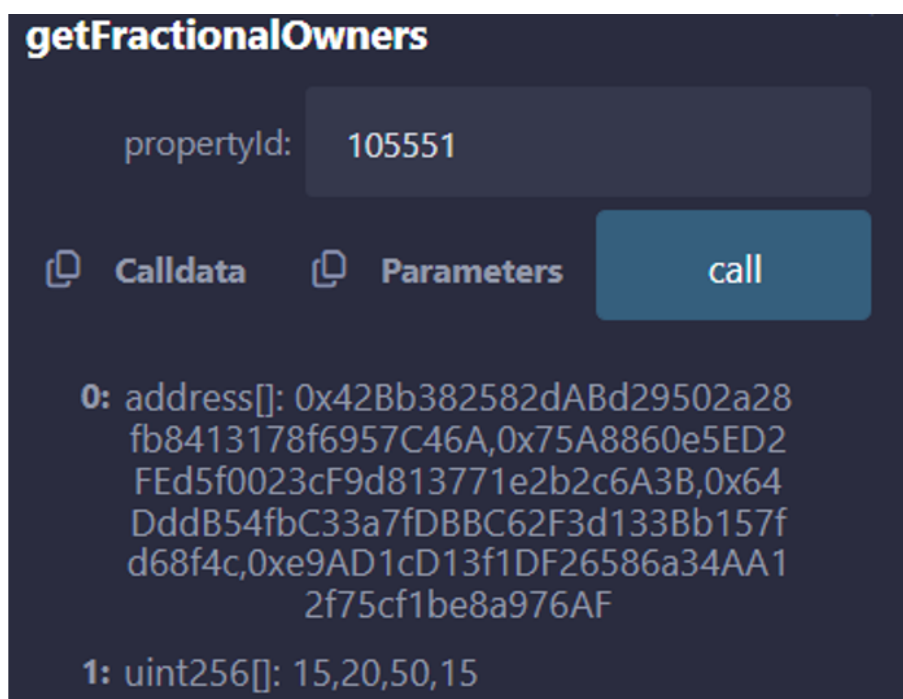 getFractionalOwners
propertyId: 105551
Calldata Parameters call
0: address[]: 0x42Bb382582dABd29502a28
fb8413178f6957C46A,0x75A8860e5ED2
FEd5f0023cF9d813771e2b2c6A3B,0x64
DddB54fbC33a7fDBBC62F3d133Bb157f
d68f4c,0xe9AD1cD13f1DF26586a34AA1
2f75cf1be8a976AF
1: uint256[]: 15,20,50,15